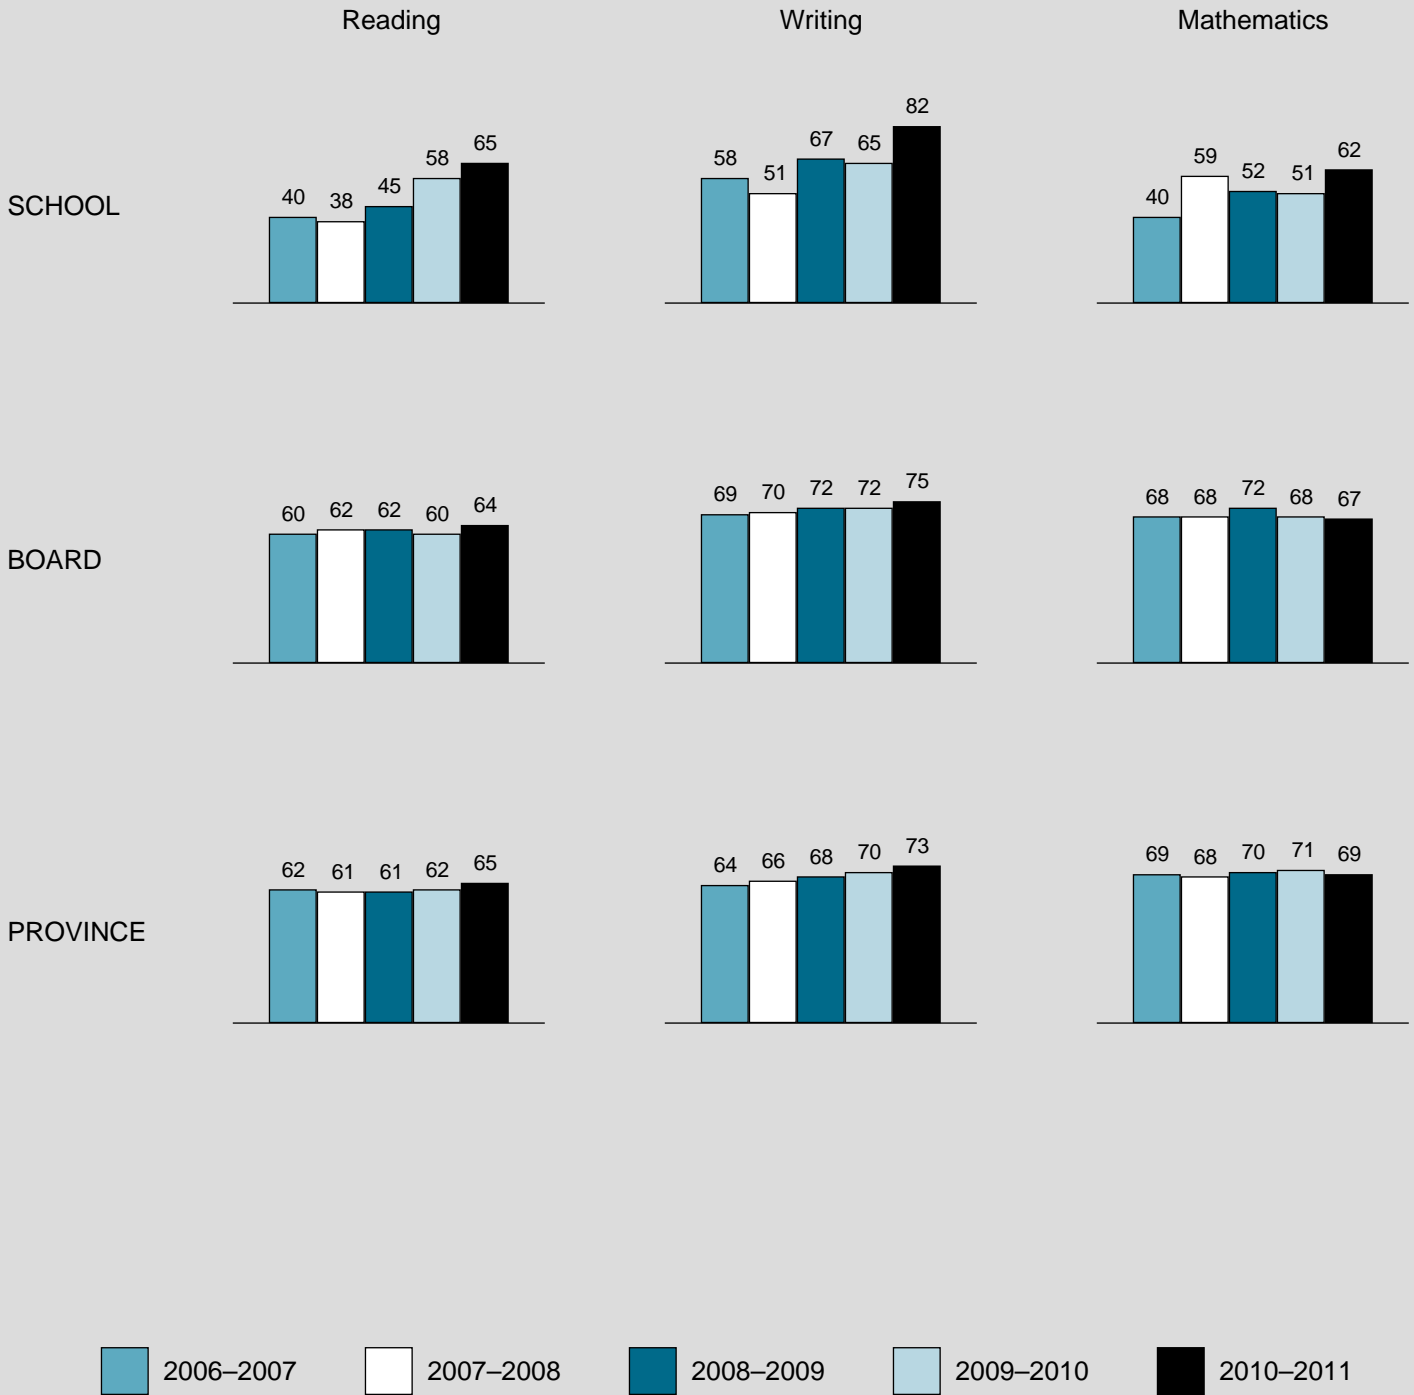 Reading Writing Mathematics
SCHOOL
40 38 45 58 65
58 51 67 65 82
40 59 52 51 62
BOARD
60 62 62 60 64
69 70 72 72 75
68 68 72 68 67
PROVINCE
62 61 61 62 65
64 66 68 70 73
69 68 70 71 69
2006–2007 2007–2008 2008–2009 2009–2010 2010–2011